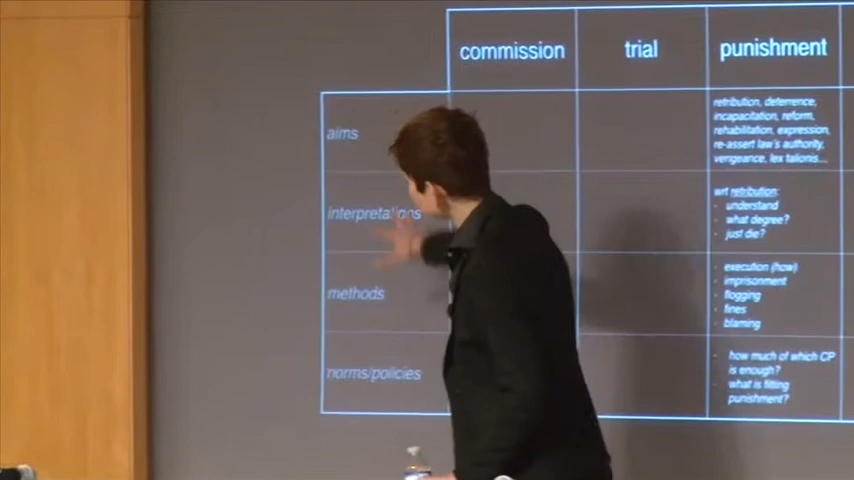 commission trial punishment
aims
retribution, deterrence,
incapacitation, reform,
rehabilitation, expression,
re-assert law's authority,
vengeance, lex talionis...
interpretations
wrt retribution:
- understand
- what degree?
- just die?
methods
- execution (how)
- imprisonment
- flogging
- fines
- blaming
norms/policies
- how much of which CP
is enough?
- what is fitting
punishment?